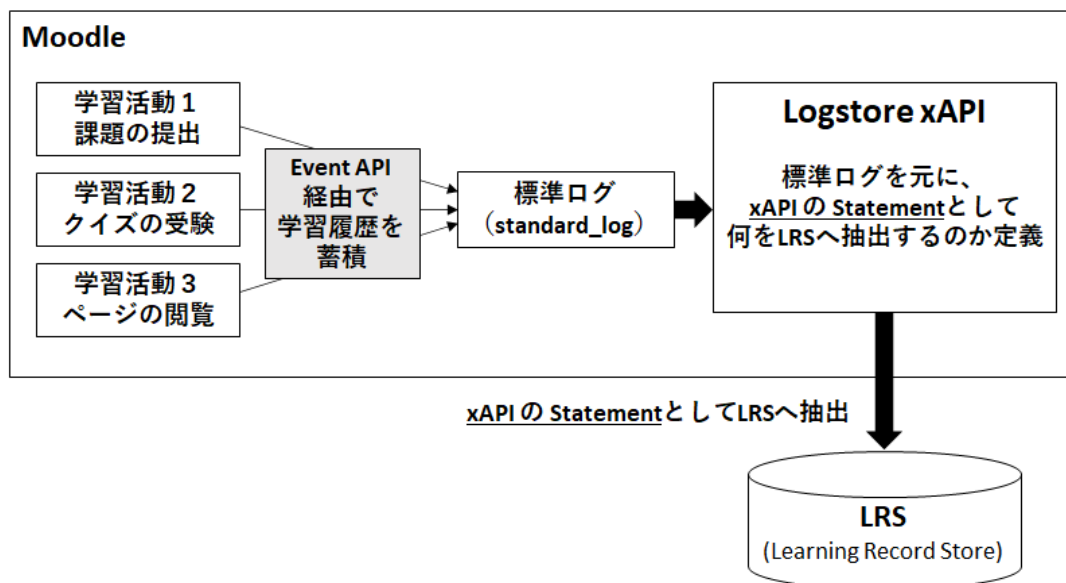 Moodle
学習活動１
課題の提出
学習活動２
クイズの受験
学習活動３
ページの閲覧
Event API
経由で
学習履歴を
蓄積
標準ログ
（standard_log）
Logstore xAPI
標準ログを元に、
xAPI の Statementとして
何をLRSへ抽出するのか定義
xAPI の StatementとしてLRSへ抽出
LRS
(Learning Record Store)